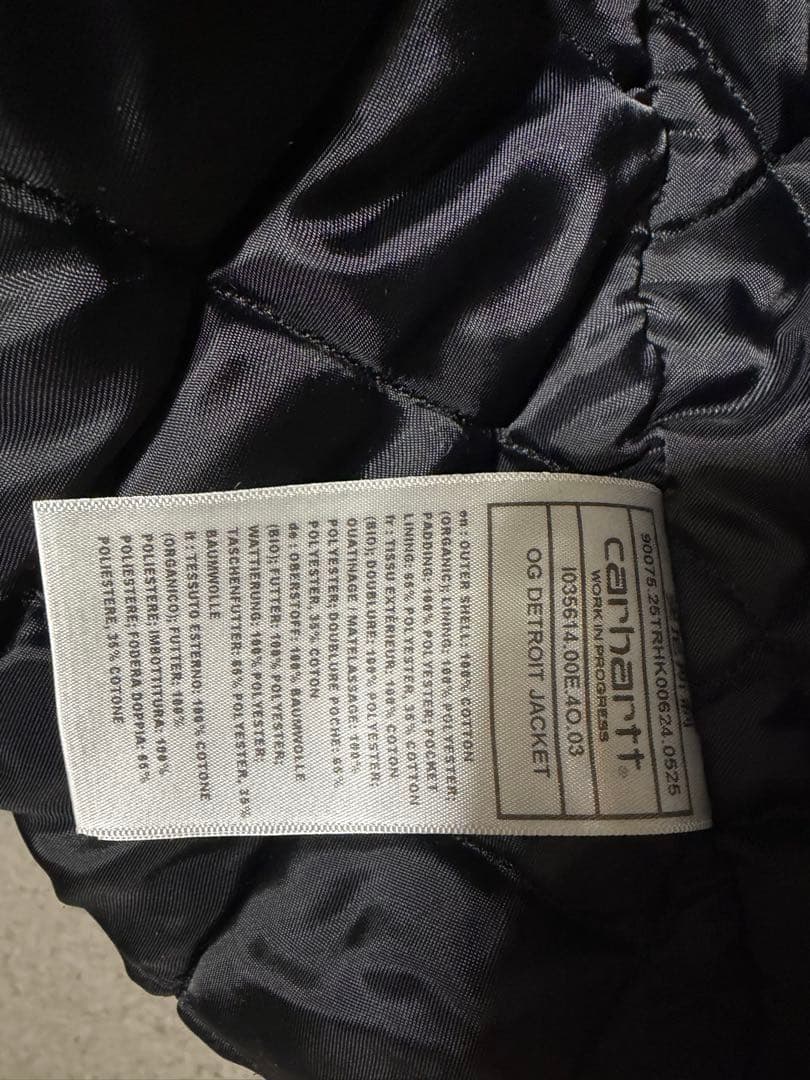 90075.25TRHK00624.0525
carhartt®
WORK IN PROGRESS
I035614.00E.4O.03
OG DETROIT JACKET
en : OUTER SHELL: 100% COTTON
(ORGANIC); LINING: 100% POLYESTER;
PADDING: 100% POLYESTER; POCKET
LINING: 65% POLYESTER, 35% COTTON
fr : TISSU EXTÉRIEUR: 100% COTON
(BIO); DOUBLURE: 100% POLYESTER;
OUATINAGE / MATELASSAGE: 100%
POLYESTER; DOUBLURE POCHE: 65%
POLYESTER, 35% COTON
de : OBERSTOFF: 100% BAUMWOLLE
(BIO); FUTTER: 100% POLYESTER;
WATTIERUNG: 100% POLYESTER;
TASCHENFUTTER: 65% POLYESTER, 35%
BAUMWOLLE
it : TESSUTO ESTERNO: 100% COTONE
(ORGANICO); FUTTER: 100%
POLIESTERE; IMBOTTITURA: 100%
POLIESTERE; FODERA DOPPIA: 65%
POLIESTERE, 35% COTONE